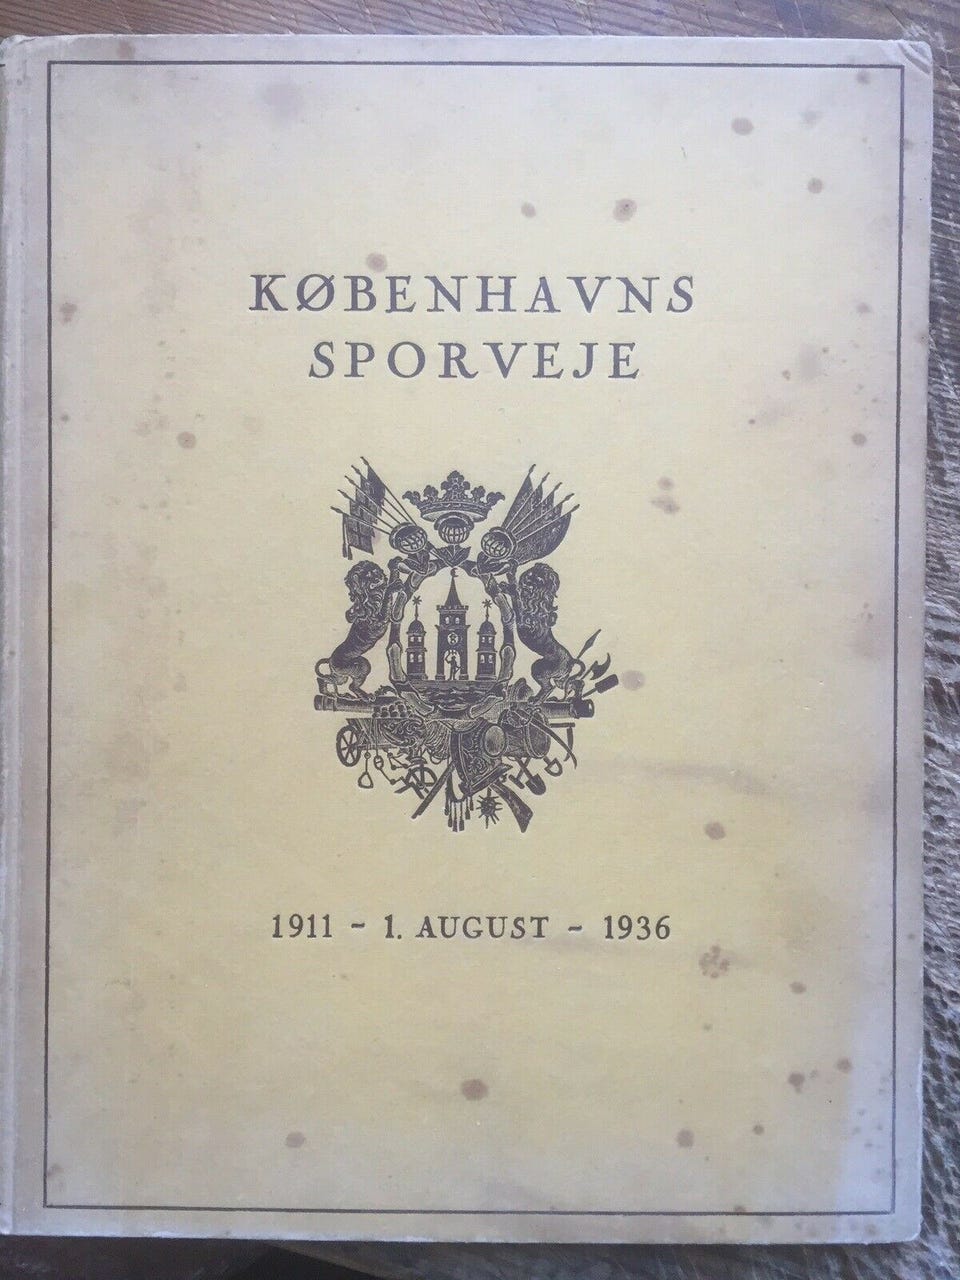 KØBENHAVNS
SPORVEJE
1911 - 1. AUGUST - 1936